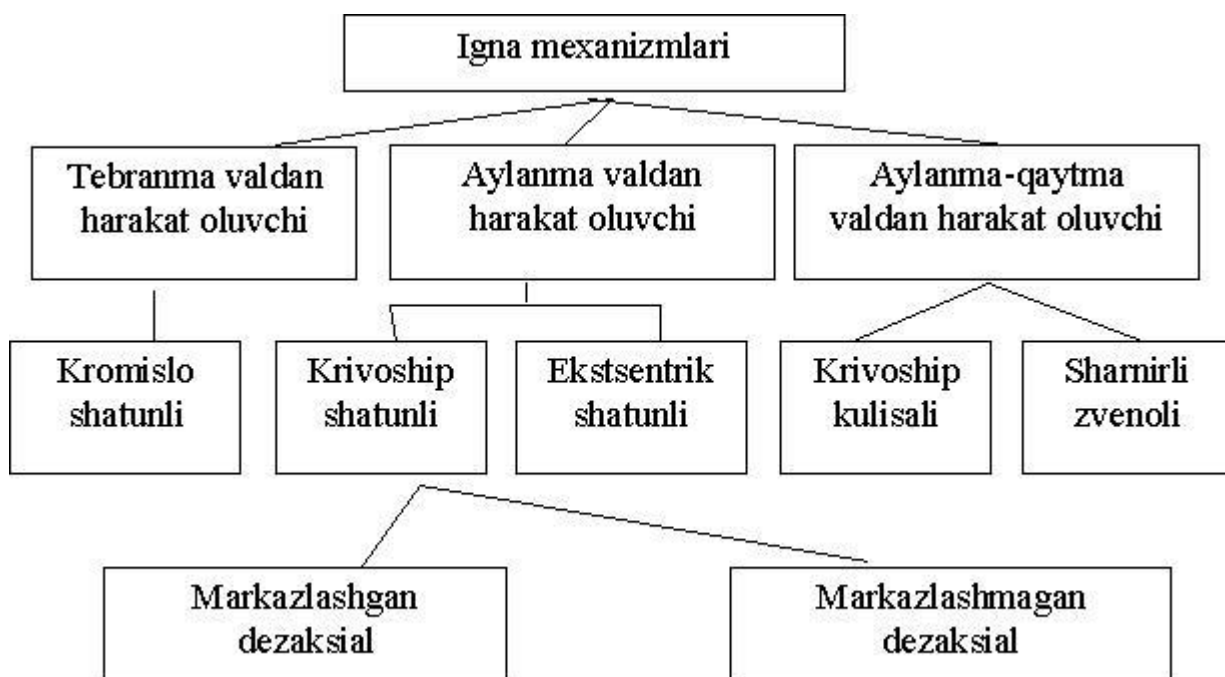 Igna mexanizmlari
Tebranma valdan
harakat oluvchi
Aylanma valdan
harakat oluvchi
Aylanma-qaytma
valdan harakat oluvchi
Kromislo
shatunli
Krivoship
shatunli
Ekstsentrik
shatunli
Krivoship
kulisali
Sharnirli
zvenoli
Markazlashgan
dezaksial
Markazlashmagan
dezaksial